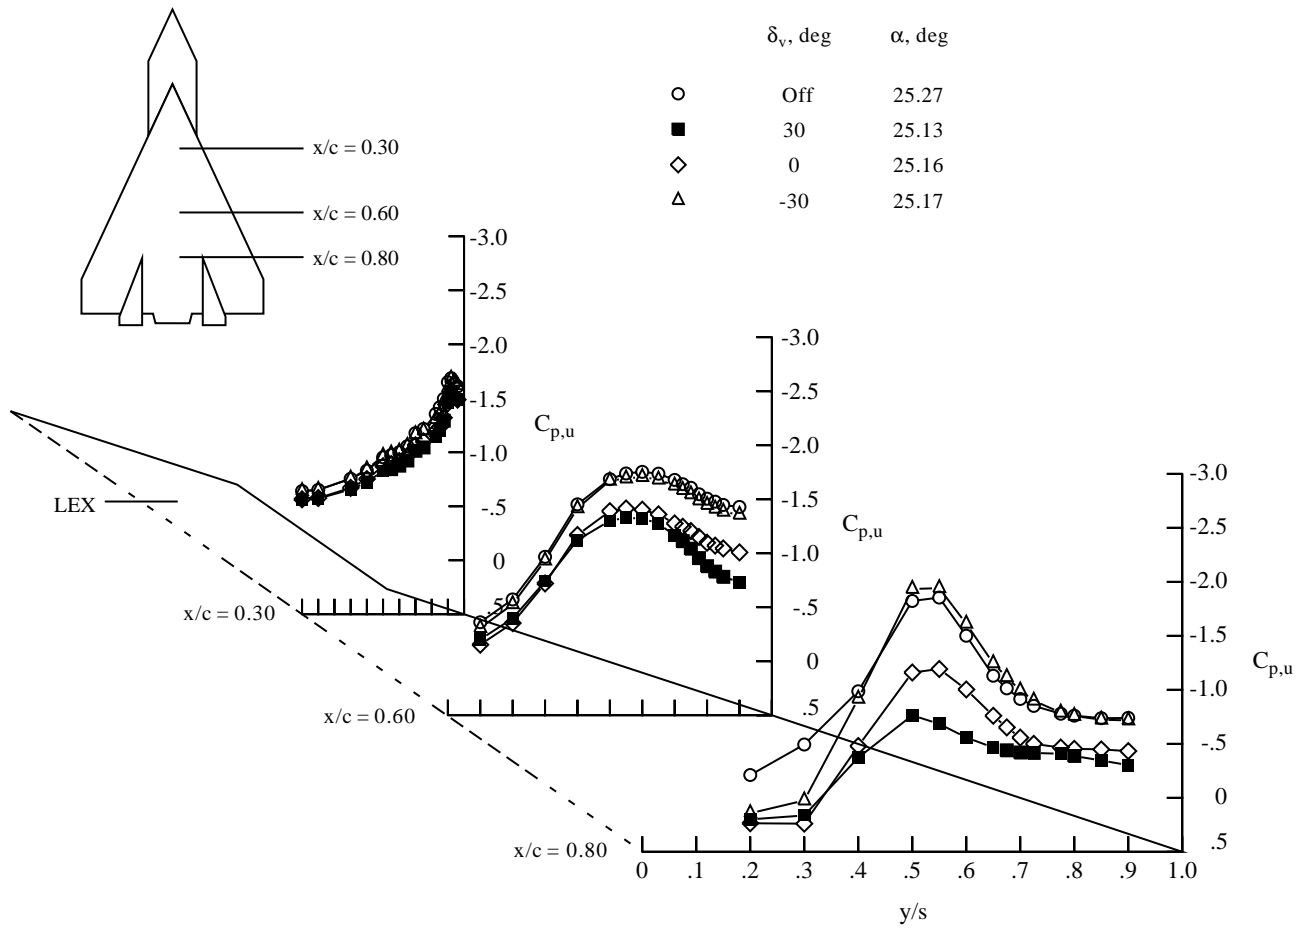 δv, deg α, deg
Off 25.27
30 25.13
0 25.16
-30 25.17
x/c = 0.30
x/c = 0.60
x/c = 0.80
-3.0
-2.5
-2.0
-1.5
-1.0
-.5
0
.5
Cp,u
-3.0
-2.5
-2.0
-1.5
-1.0
-.5
0
.5
Cp,u
-3.0
-2.5
-2.0
-1.5
-1.0
-.5
0
.5
Cp,u
LEX
x/c = 0.30
x/c = 0.60
x/c = 0.80
0 .1 .2 .3 .4 .5 .6 .7 .8 .9 1.0
y/s